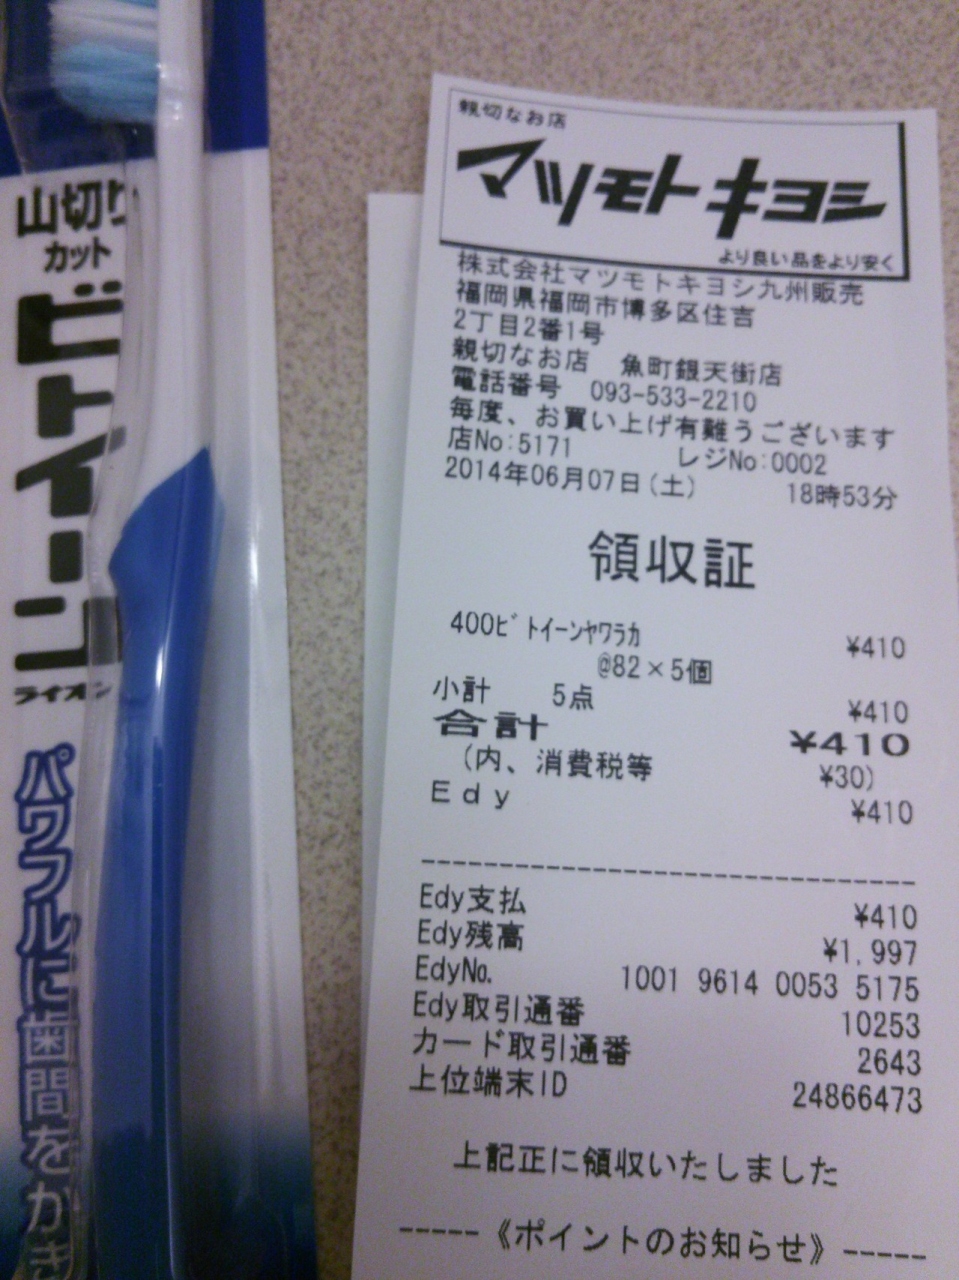 山切り
カット
ビトイーン
ライオン
パワフルに歯間をかき
親切なお店
マツモトキヨシ
より良い品をより安く
株式会社マツモトキヨシ九州販売
福岡県福岡市博多区住吉
2丁目2番1号
親切なお店 魚町銀天街店
電話番号 093-533-2210
毎度、お買い上げ有難うございます
店No:5171 レジNo:0002
2014年06月07日(土) 18時53分
領収証
400ビトイーンヤワラカ ¥410
@82×5個
小計 5点 ¥410
合計 ¥410
(内、消費税等 ¥30)
Edy ¥410
Edy支払 ¥410
Edy残高 ¥1,997
EdyNo. 1001 9614 0053 5175
Edy取引通番 10253
カード取引通番 2643
上位端末ID 24866473
上記正に領収いたしました
-----《ポイントのお知らせ》-----